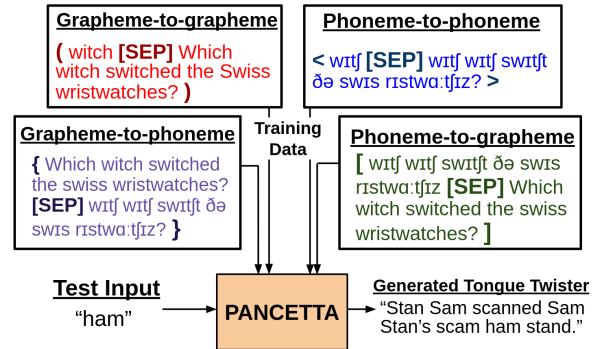 Grapheme-to-grapheme
( witch [SEP] Which
witch switched the Swiss
wristwatches? )
Phoneme-to-phoneme
< wɪtʃ [SEP] wɪtʃ wɪtʃ swɪtʃt
ðə swɪs rɪstwɑːtʃɪz? >
Training
Data
Grapheme-to-phoneme
{ Which witch switched
the swiss wristwatches?
[SEP] wɪtʃ wɪtʃ swɪtʃt ðə
swɪs rɪstwɑːtʃɪz? }
Phoneme-to-grapheme
[ wɪtʃ wɪtʃ swɪtʃt ðə swɪs
rɪstwɑːtʃɪz [SEP] Which
witch switched the swiss
wristwatches? ]
Test Input
“ham”
PANCETTA
Generated Tongue Twister
“Stan Sam scanned Sam
Stan’s scam ham stand.”